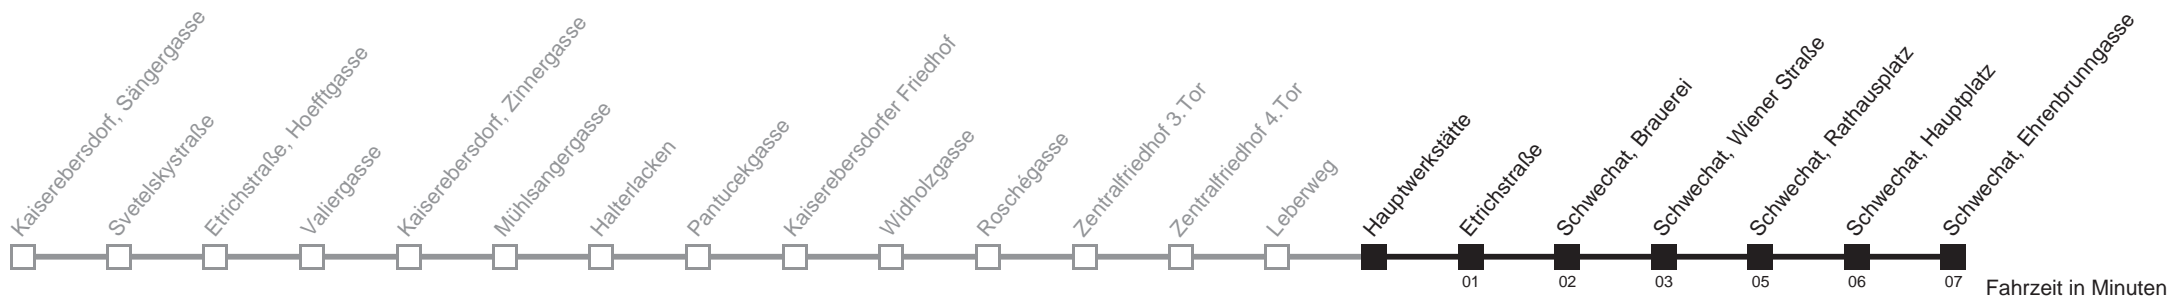 Kaiserebersdorf, Sängergasse
Svetelskystraße
Etrichstraße, Hoefftgasse
Valiergasse
Kaiserebersdorf, Zinnergasse
Mühlsangergasse
Halterlacken
Pantucekgasse
Kaiserebersdorfer Friedhof
Widholzgasse
Roschégasse
Zentralfriedhof 3.Tor
Zentralfriedhof 4.Tor
Leberweg
Hauptwerkstätte
Etrichstraße
Schwechat, Brauerei
Schwechat, Wiener Straße
Schwechat, Rathausplatz
Schwechat, Hauptplatz
Schwechat, Ehrenbrunngasse
01 02 03 05 06 07 Fahrzeit in Minuten